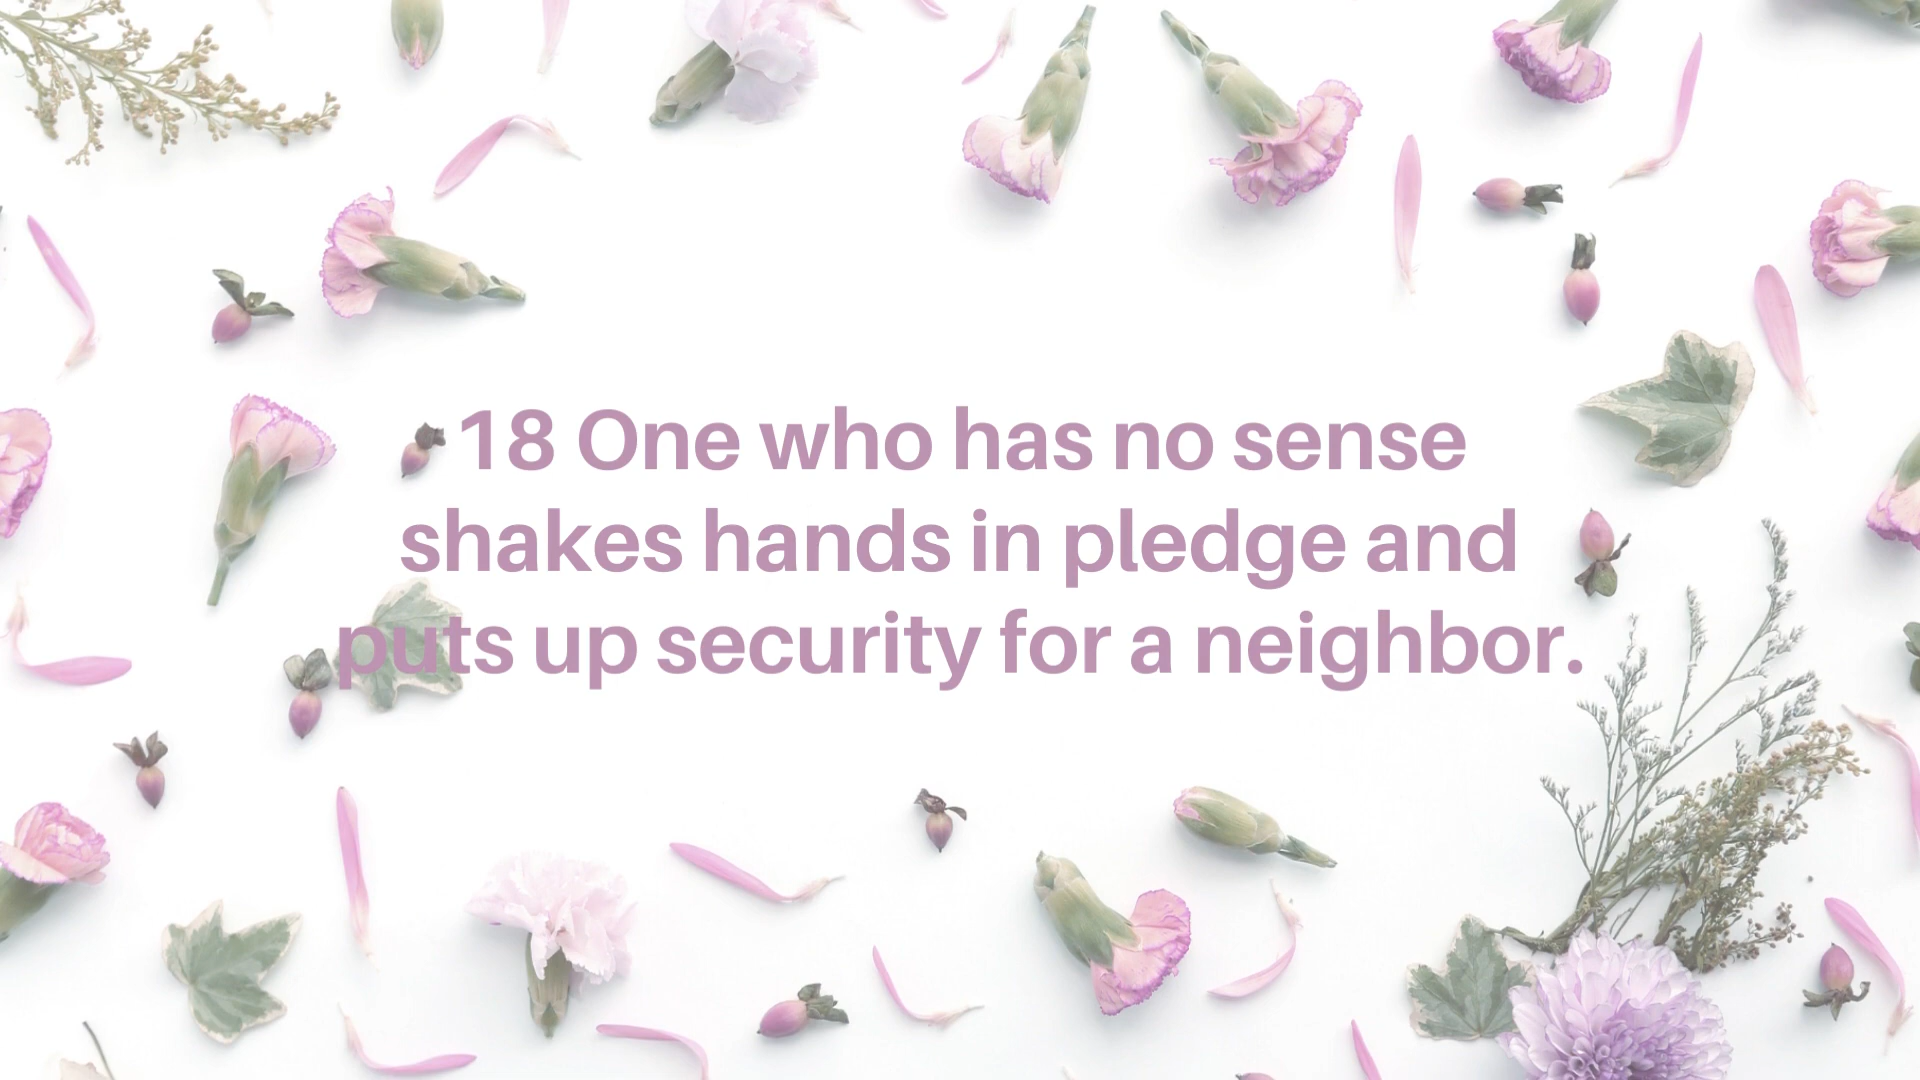 18 One who has no sense
shakes hands in pledge and
puts up security for a neighbor.